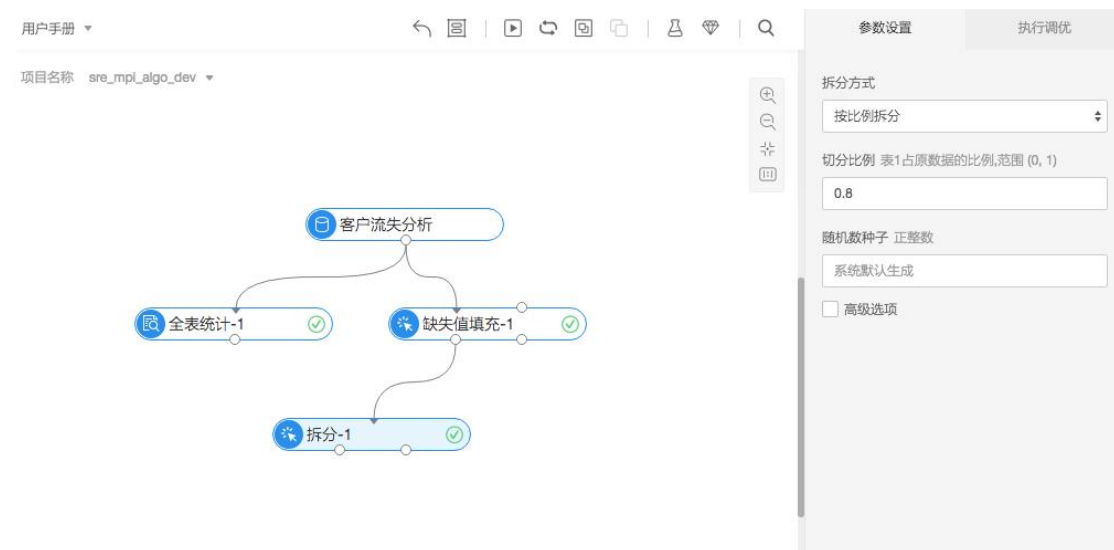 用户手册
参数设置
执行调优
项目名称 sre_mpi_algo_dev
拆分方式
按比例拆分
切分比例 表1占原数据的比例,范围 (0, 1)
0.8
随机数种子 正整数
系统默认生成
高级选项
客户流失分析
全表统计-1
缺失值填充-1
拆分-1